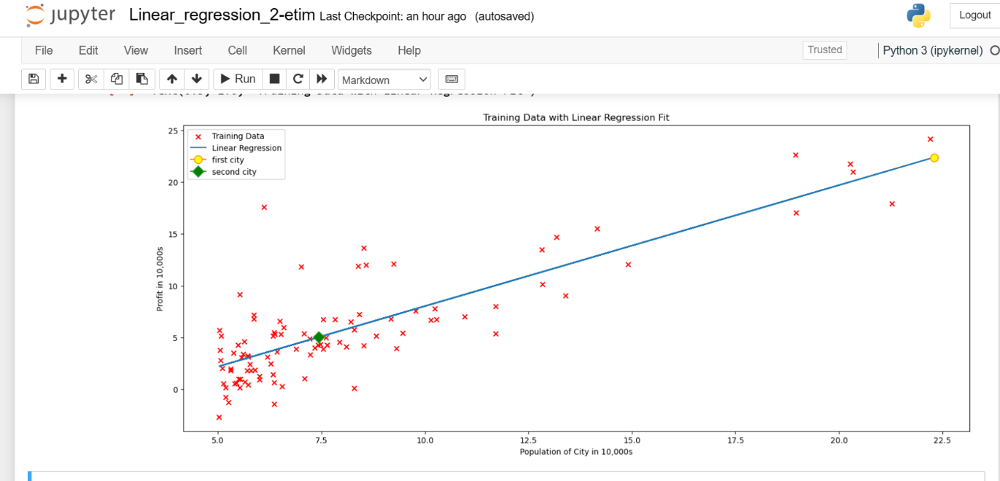 jupyter Linear_regression_2-etim Last Checkpoint: an hour ago (autosaved)
Logout
File Edit View Insert Cell Kernel Widgets Help
Trusted
Python 3 (ipykernel)
Run
Markdown
Training Data with Linear Regression Fit
Training Data
Linear Regression
first city
second city
25
20
15
10
5
0
Profit in 10,000s
5.0 7.5 10.0 12.5 15.0 17.5 20.0 22.5
Population of City in 10,000s